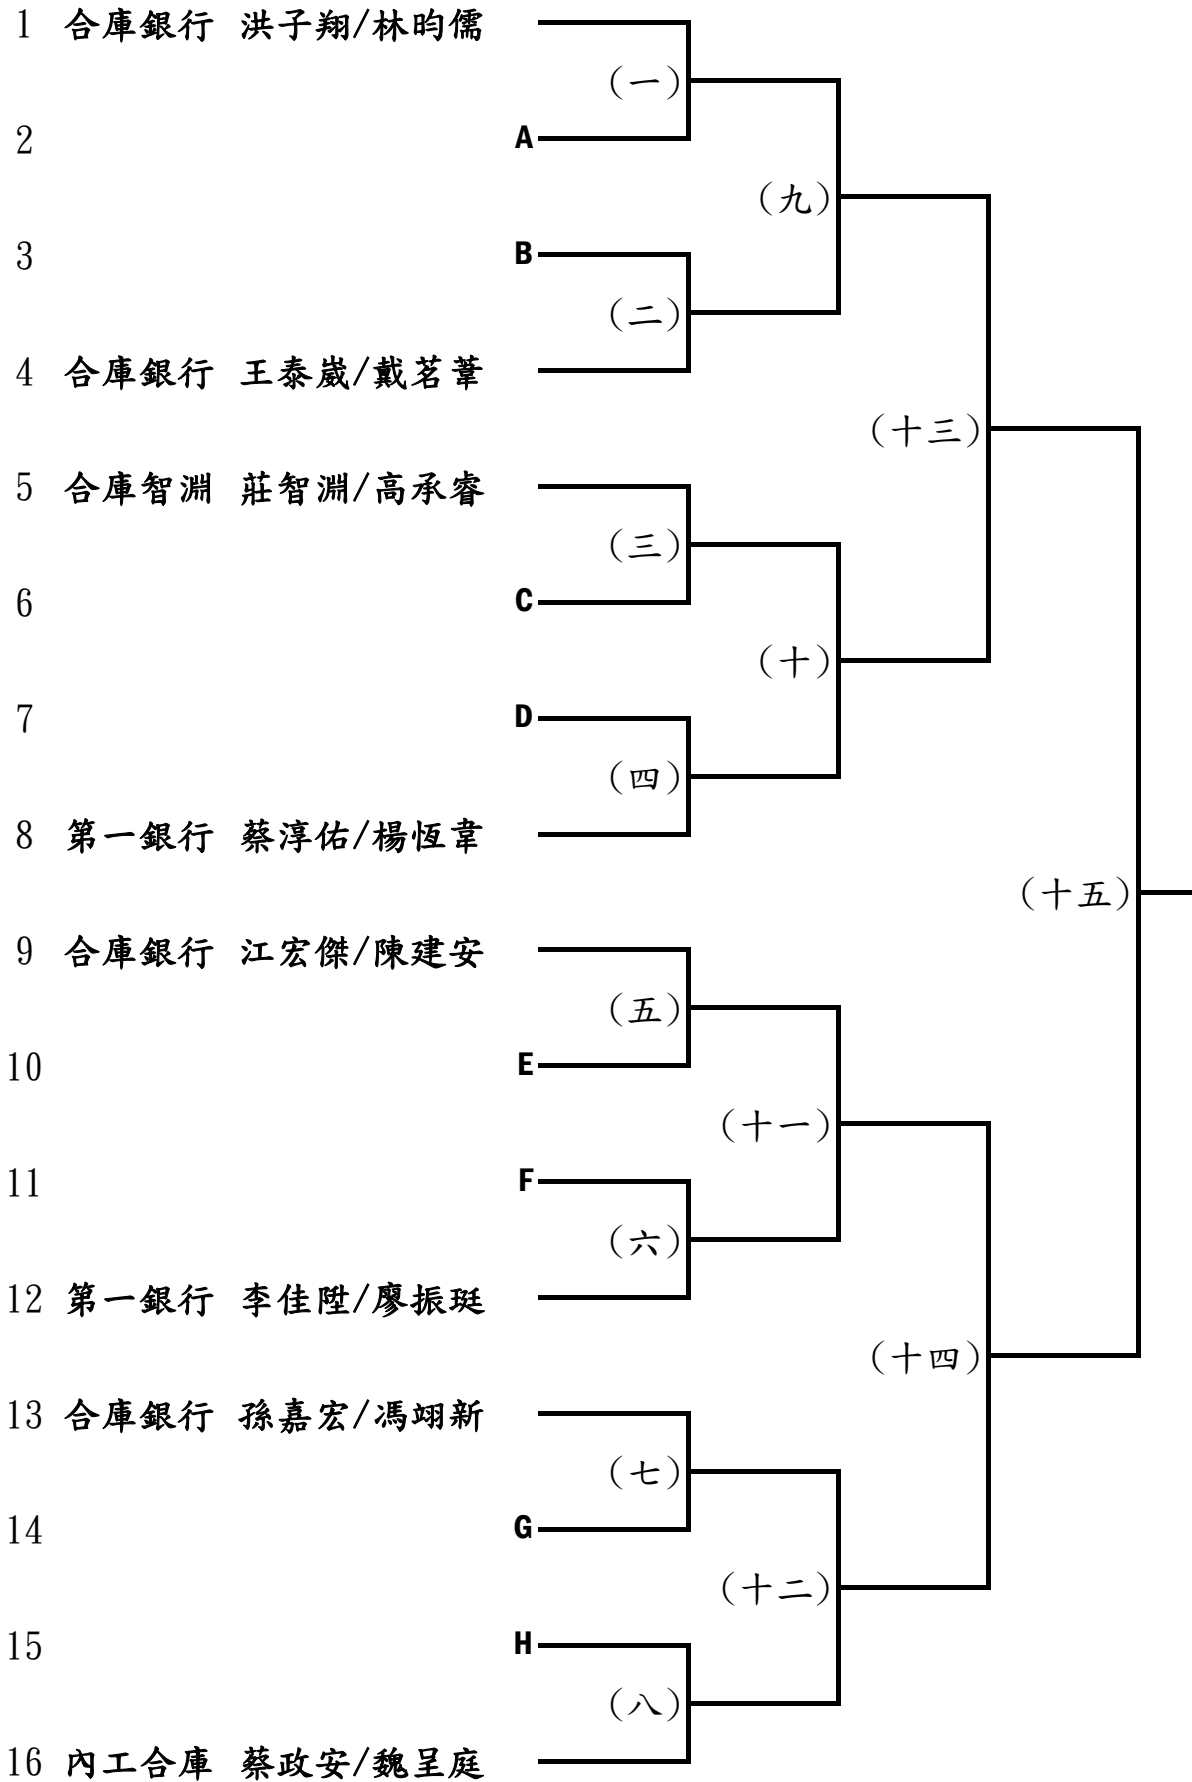 1 合庫銀行 洪子翔/林昀儒
(一)
2 A
(九)
3 B
(二)
4 合庫銀行 王泰崴/戴茗葦
(十三)
5 合庫智淵 莊智淵/高承睿
(三)
6 C
(十)
7 D
(四)
8 第一銀行 蔡淳佑/楊恆韋
(十五)
9 合庫銀行 江宏傑/陳建安
(五)
10 E
(十一)
11 F
(六)
12 第一銀行 李佳陞/廖振珽
(十四)
13 合庫銀行 孫嘉宏/馮翊新
(七)
14 G
(十二)
15 H
(八)
16 內工合庫 蔡政安/魏呈庭